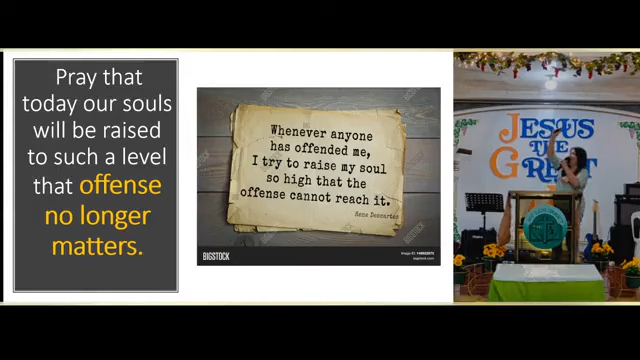 Pray that
today our souls
will be raised
to such a level
that offense
no longer
matters.
Whenever anyone
has offended me,
I try to raise my soul
so high that the
offense cannot reach it.
Rene Descartes
BIGSTOCK
bigstock.com
JESUS
THE
GREAT